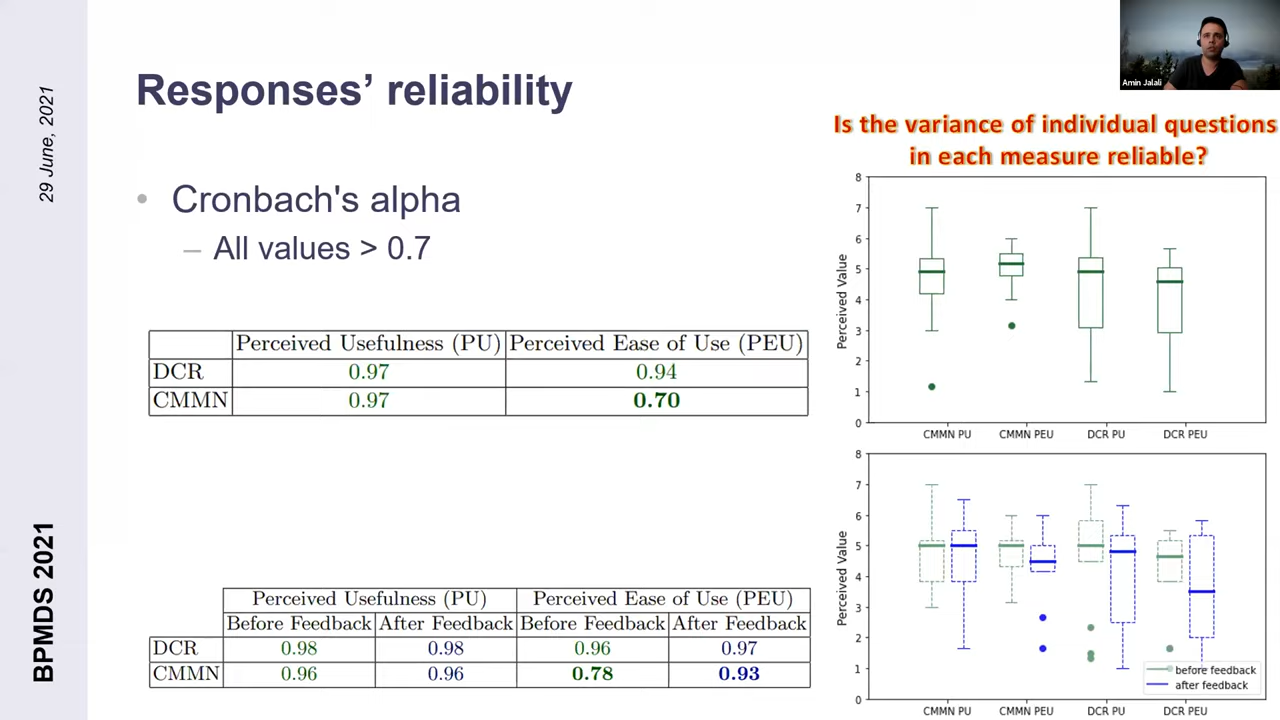 29 June, 2021
BPMDS 2021
Responses’ reliability
• Cronbach's alpha
– All values > 0.7
Perceived Usefulness (PU) Perceived Ease of Use (PEU)
DCR 0.97 0.94
CMMN 0.97 0.70
Perceived Usefulness (PU) Perceived Ease of Use (PEU)
Before Feedback After Feedback Before Feedback After Feedback
DCR 0.98 0.98 0.96 0.97
CMMN 0.96 0.96 0.78 0.93
Amin Jalali
Is the variance of individual questions
in each measure reliable?
Perceived Value
8
7
6
5
4
3
2
1
0
CMMN PU CMMN PEU DCR PU DCR PEU
Perceived Value
8
7
6
5
4
3
2
1
0
before feedback
after feedback
CMMN PU CMMN PEU DCR PU DCR PEU